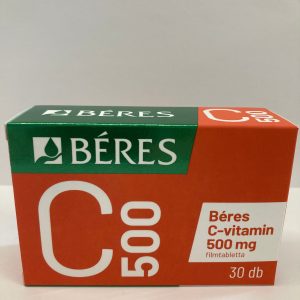 BÉRES
C
500
BÉRES
C
500
Béres
C-vitamin
500 mg
filmtabletta
30 db